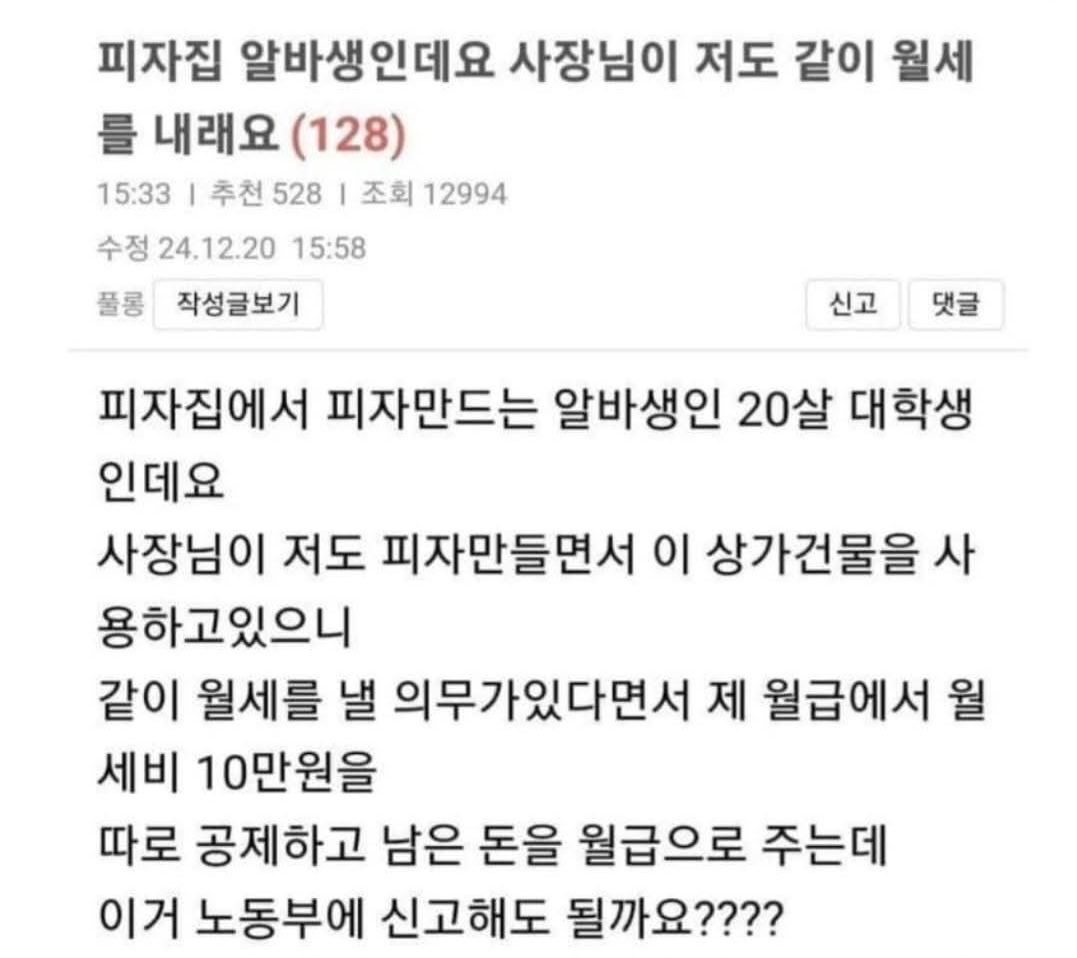 피자집 알바생인데요 사장님이 저도 같이 월세
를 내래요 (128)
15:33 | 추천 528 | 조회 12994
수정 24.12.20 15:58
풀롱 작성글보기 신고 댓글
피자집에서 피자만드는 알바생인 20살 대학생
인데요
사장님이 저도 피자만들면서 이 상가건물을 사
용하고있으니
같이 월세를 낼 의무가있다면서 제 월급에서 월
세비 10만원을
따로 공제하고 남은 돈을 월급으로 주는데
이거 노동부에 신고해도 될까요????